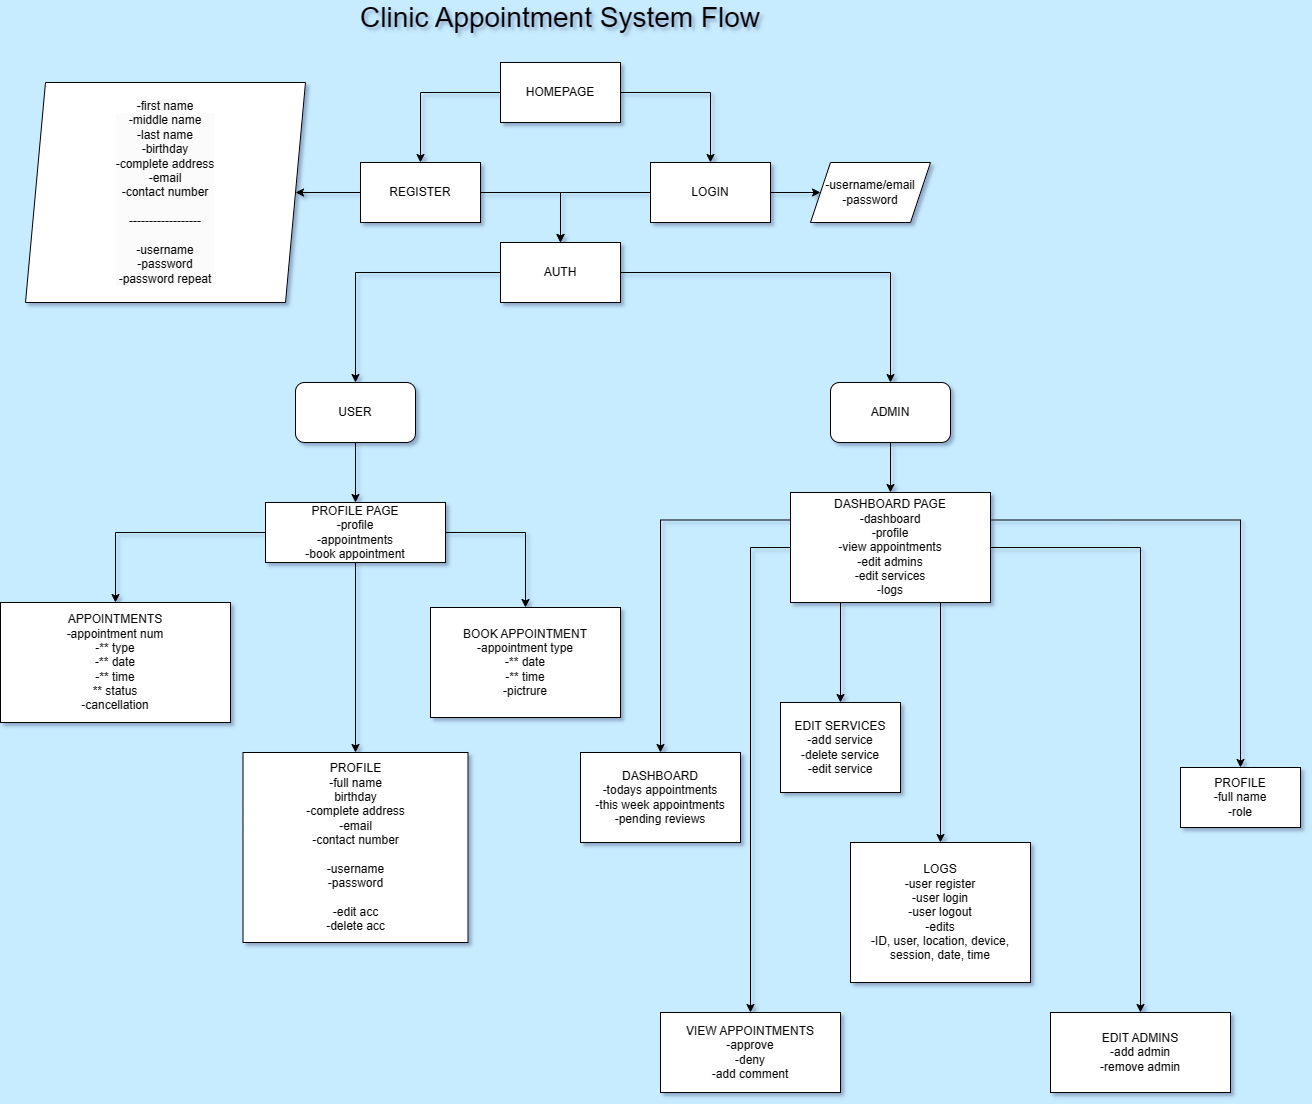 Clinic Appointment System Flow
HOMEPAGE
-first name
-middle name
-last name
-birthday
-complete address
-email
-contact number
------------------
-username
-password
-password repeat
REGISTER
LOGIN
-username/email
-password
AUTH
USER
ADMIN
PROFILE PAGE
-profile
-appointments
-book appointment
DASHBOARD PAGE
-dashboard
-profile
-view appointments
-edit admins
-edit services
-logs
APPOINTMENTS
-appointment num
-** type
-** date
-** time
** status
-cancellation
BOOK APPOINTMENT
-appointment type
-** date
-** time
-pictrure
PROFILE
-full name
birthday
-complete address
-email
-contact number
-username
-password
-edit acc
-delete acc
DASHBOARD
-todays appointments
-this week appointments
-pending reviews
EDIT SERVICES
-add service
-delete service
-edit service
PROFILE
-full name
-role
LOGS
-user register
-user login
-user logout
-edits
-ID, user, location, device,
session, date, time
VIEW APPOINTMENTS
-approve
-deny
-add comment
EDIT ADMINS
-add admin
-remove admin